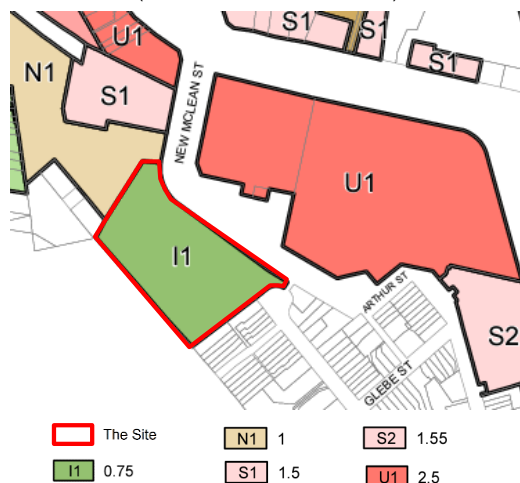 S1
S1
U1
S1
N1
S1
NEW MCLEAN ST
U1
I1
ARTHUR ST
S2
GLEBE ST
The Site
N1 1
S2 1.55
I1 0.75
S1 1.5
U1 2.5